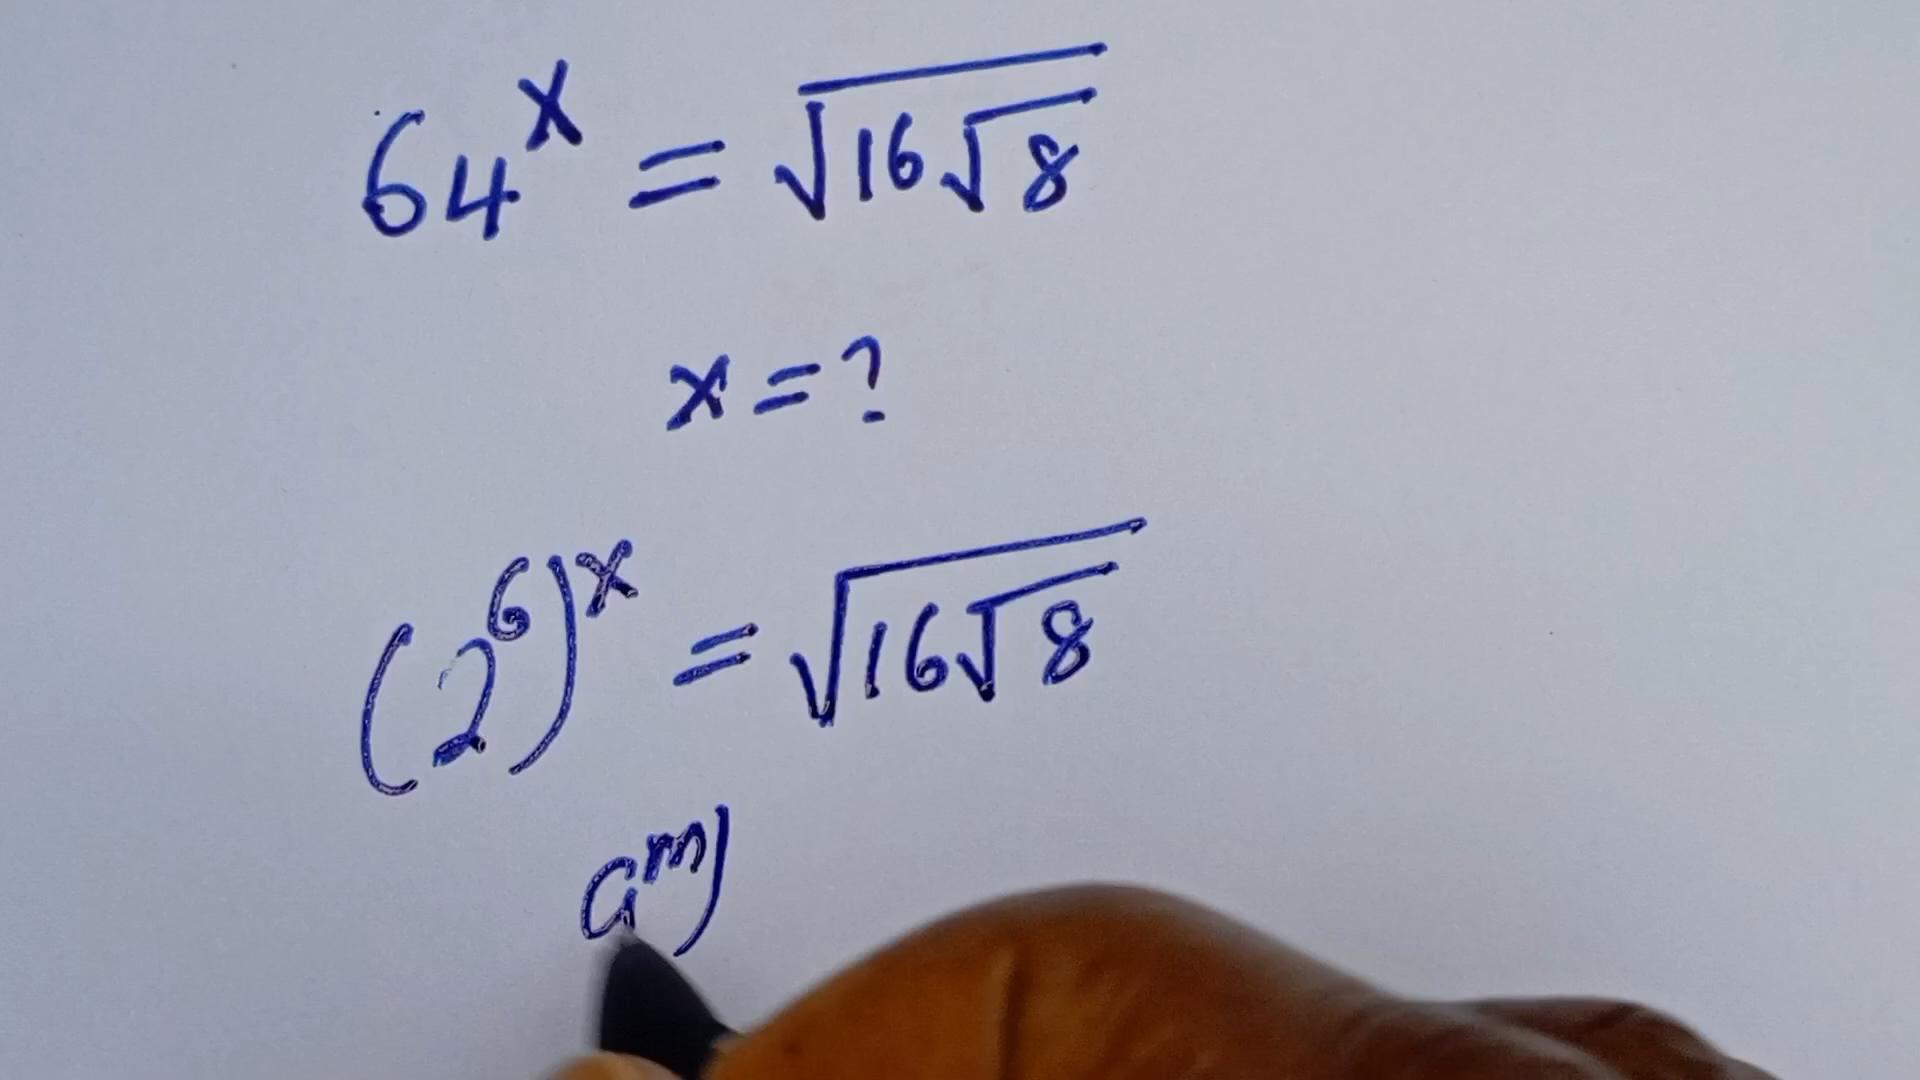 64^x = √(16√8)
x = ?
(2^6)^x = √(16√8)
a^m)